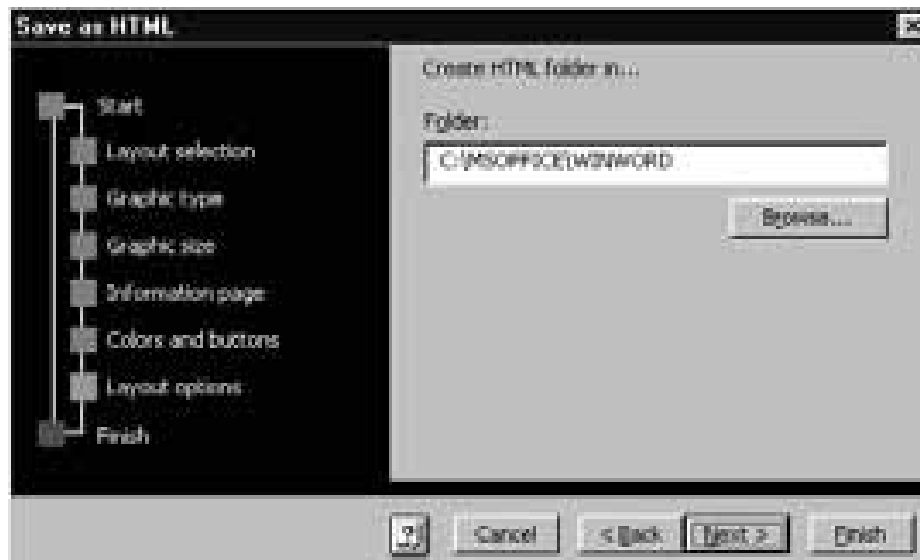 Save as HTML
Start
Layout selection
Graphic type
Graphic size
Information page
Colors and buttons
Layout options
Finish
Create HTML folder in...
Folder:
C:\MSOFFICE\WINWORD
Browse...
?
Cancel
< Back
Next >
Finish